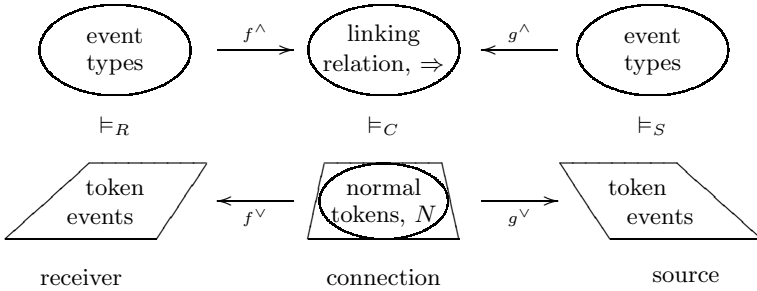 event types
f^∧
linking relation, ⇒
g^∧
event types
⊨_R
⊨_C
⊨_S
token events
f^∨
normal tokens, N
g^∨
token events
receiver
connection
source